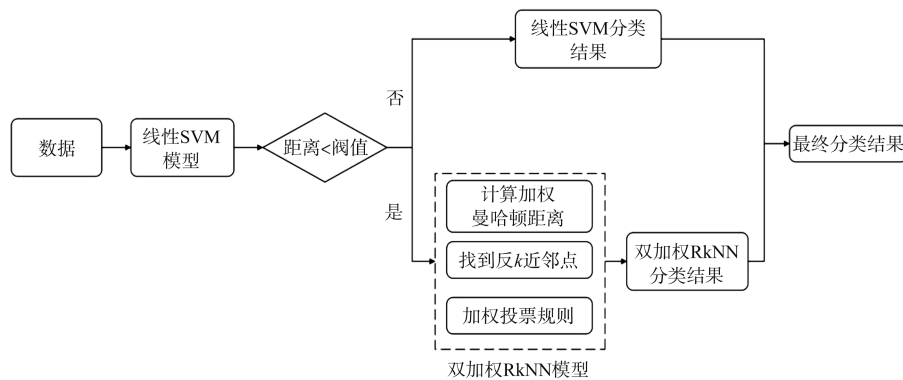 线性SVM分类
结果
否
数据
线性SVM
模型
距离<阀值
最终分类结果
是
计算加权
曼哈顿距离
找到反k近邻点
加权投票规则
双加权RkNN
分类结果
双加权RkNN模型